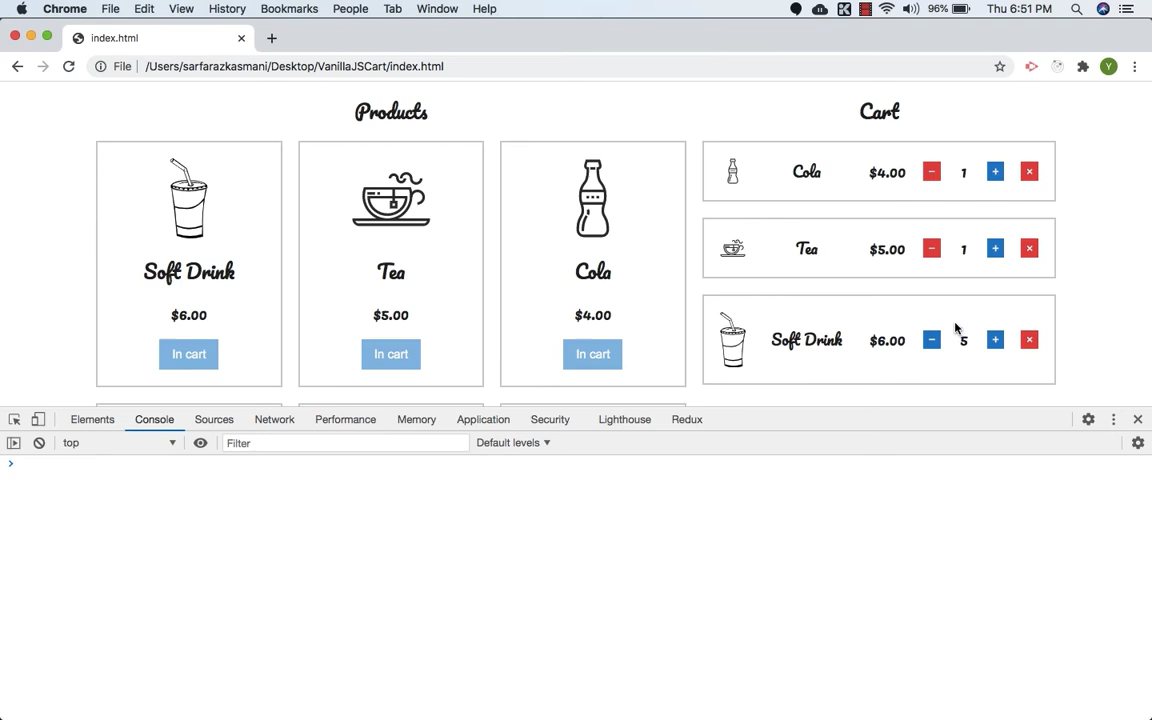 Chrome File Edit View History Bookmarks People Tab Window Help 96% Thu 6:51 PM
index.html
File /Users/sarfarazkasmani/Desktop/VanillaJSCart/index.html Y
Products
Cart
Soft Drink
$6.00
In cart
Tea
$5.00
In cart
Cola
$4.00
In cart
Cola $4.00 − 1 + ×
Tea $5.00 − 1 + ×
Soft Drink $6.00 − 5 + ×
Elements Console Sources Network Performance Memory Application Security Lighthouse Redux
top Filter Default levels